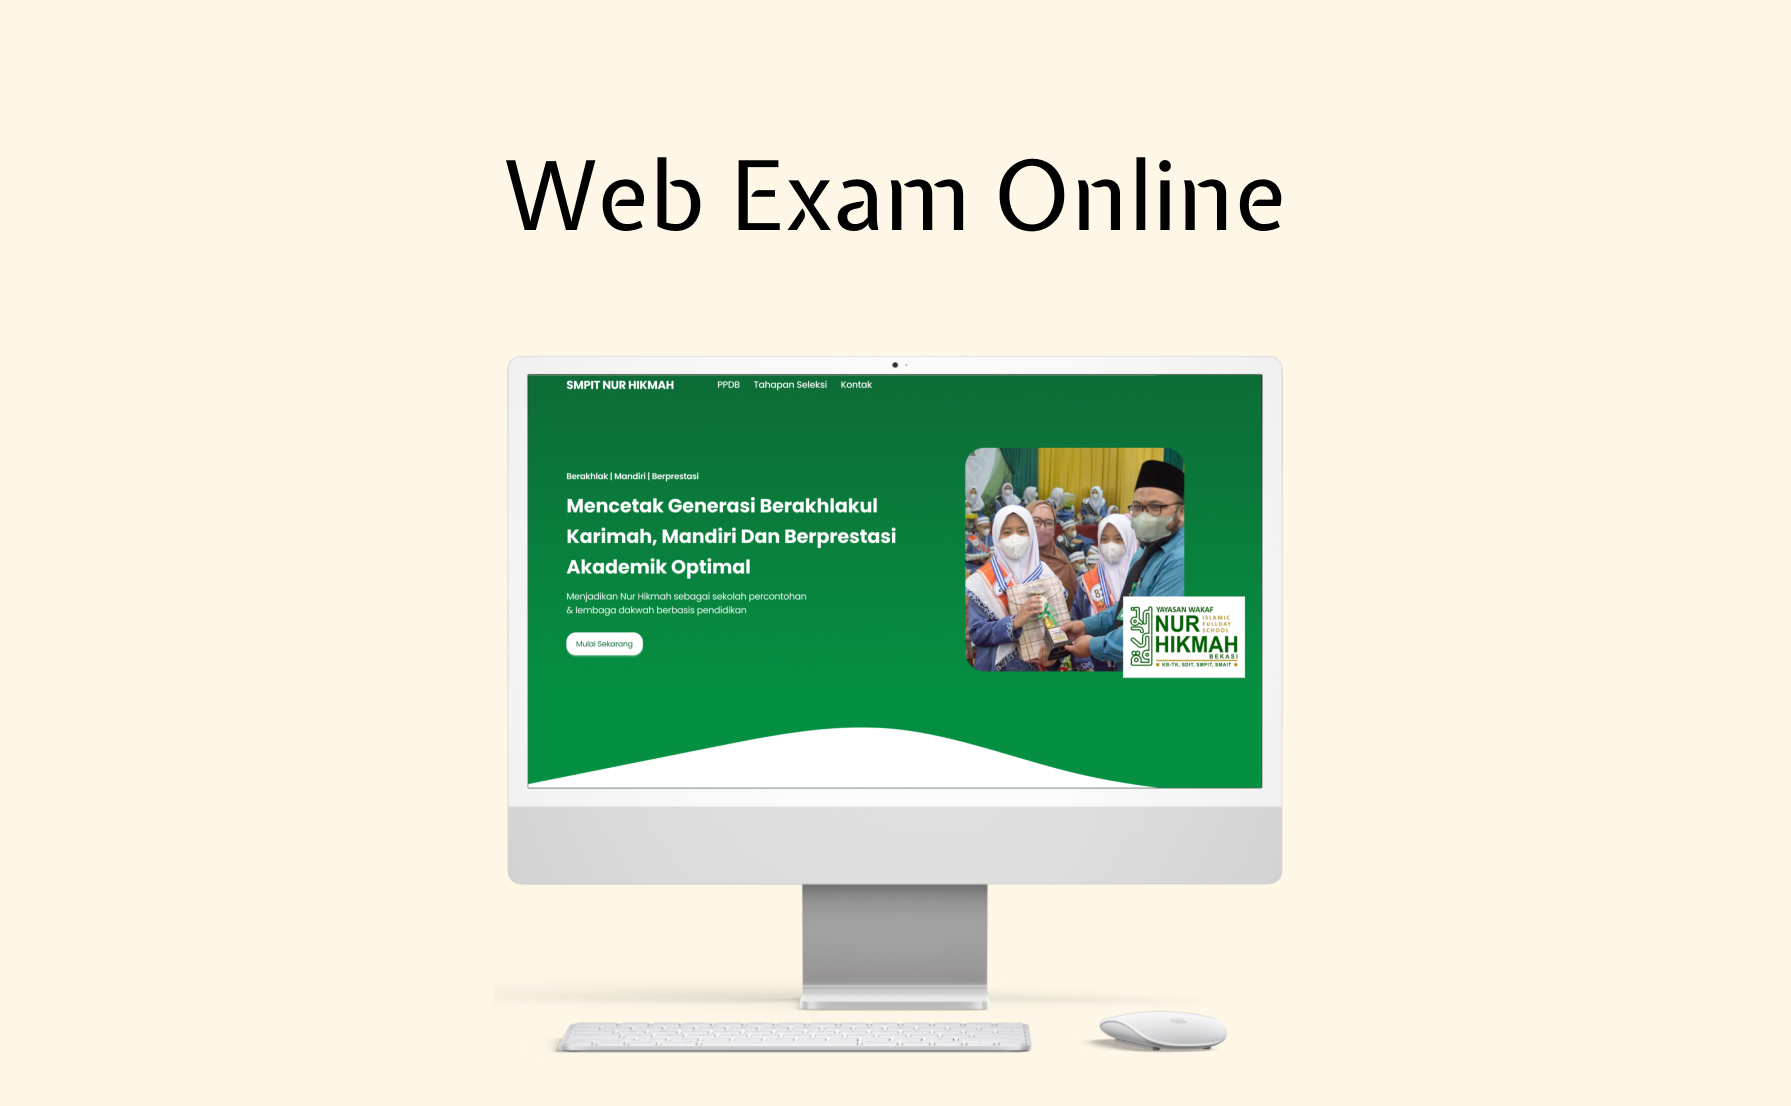 Web Exam Online
SMPIT NUR HIKMAH
PPDB
Tahapan Seleksi
Kontak
Berakhlak | Mandiri | Berprestasi
Mencetak Generasi Berakhlakul
Karimah, Mandiri Dan Berprestasi
Akademik Optimal
Menjadikan Nur Hikmah sebagai sekolah percontohan
& lembaga dakwah berbasis pendidikan
Mulai Sekarang
YAYASAN WAKAF
NUR
ISLAMIC
FULLDAY
SCHOOL
HIKMAH
BEKASI
KB-TK, SDIT, SMPIT, SMAIT